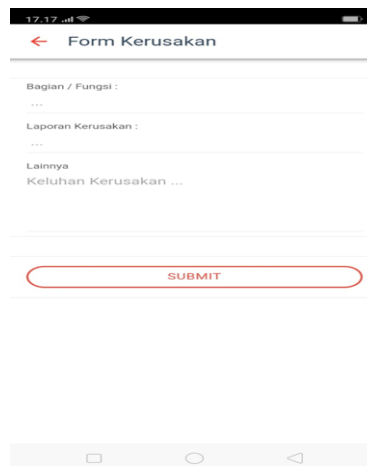 17.17
Form Kerusakan
Bagian / Fungsi :
...
Laporan Kerusakan :
...
Lainnya
Keluhan Kerusakan ...
SUBMIT